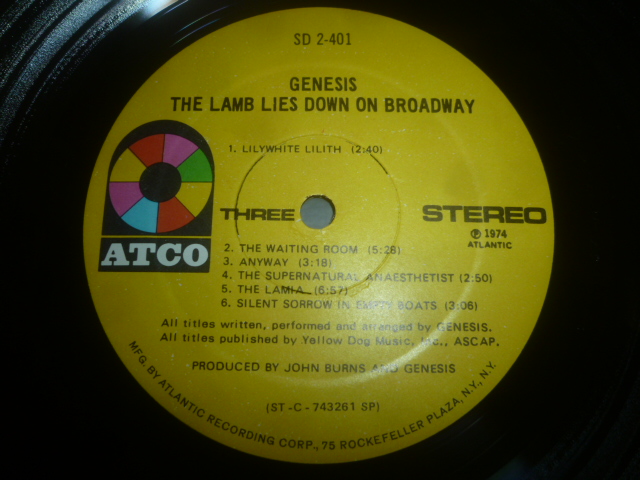 SD 2-401
GENESIS
THE LAMB LIES DOWN ON BROADWAY
1. LILYWHITE LILITH (2:40)
THREE
STEREO
℗ 1974
ATLANTIC
ATCO
2. THE WAITING ROOM (5:28)
3. ANYWAY (3:18)
4. THE SUPERNATURAL ANAESTHETIST (2:50)
5. THE LAMIA (6:57)
6. SILENT SORROW IN EMPTY BOATS (3:06)
All titles written, performed and arranged by GENESIS.
All titles published by Yellow Dog Music, Inc., ASCAP.
PRODUCED BY JOHN BURNS AND GENESIS
(ST-C-743261 SP)
MFG. BY ATLANTIC RECORDING CORP., 75 ROCKEFELLER PLAZA, N.Y., N.Y.